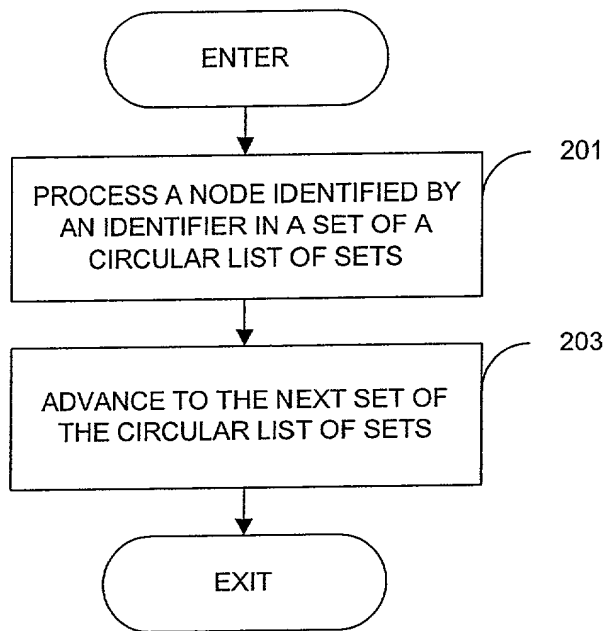 ENTER
201
PROCESS A NODE IDENTIFIED BY
AN IDENTIFIER IN A SET OF A
CIRCULAR LIST OF SETS
203
ADVANCE TO THE NEXT SET OF
THE CIRCULAR LIST OF SETS
EXIT